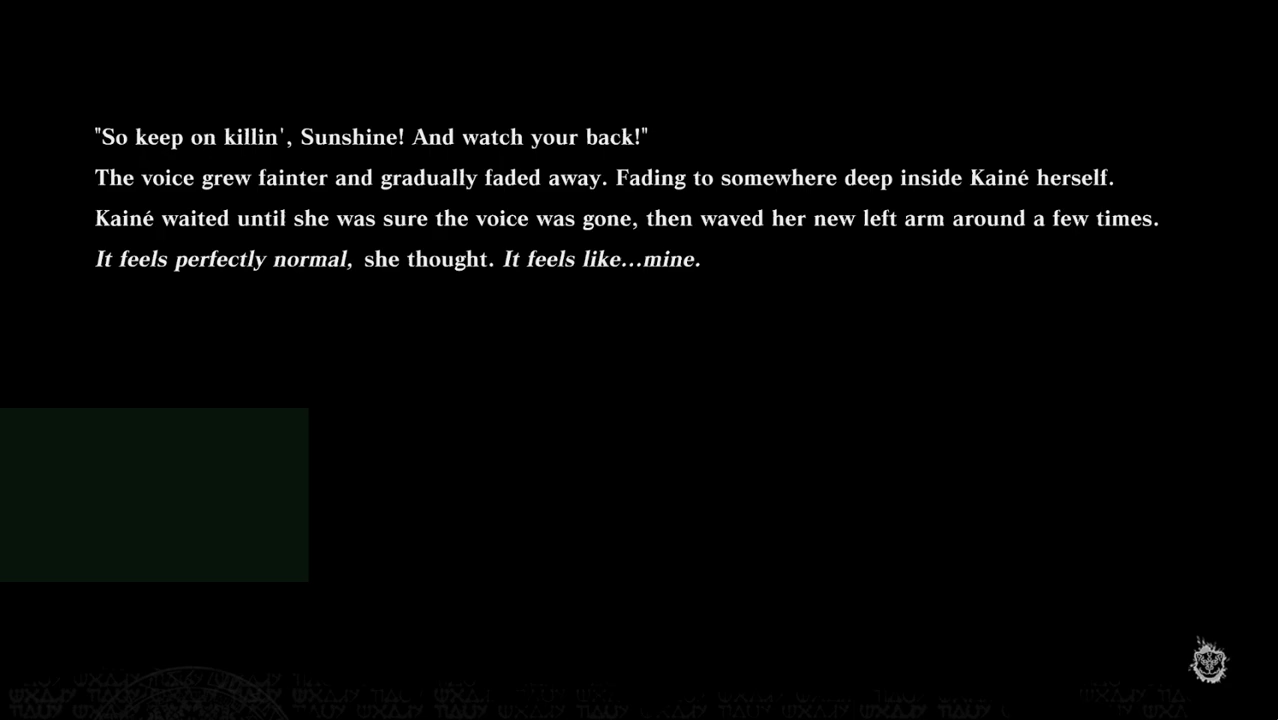 "So keep on killin', Sunshine! And watch your back!"
The voice grew fainter and gradually faded away. Fading to somewhere deep inside Kainé herself.
Kainé waited until she was sure the voice was gone, then waved her new left arm around a few times.
It feels perfectly normal, she thought. It feels like...mine.